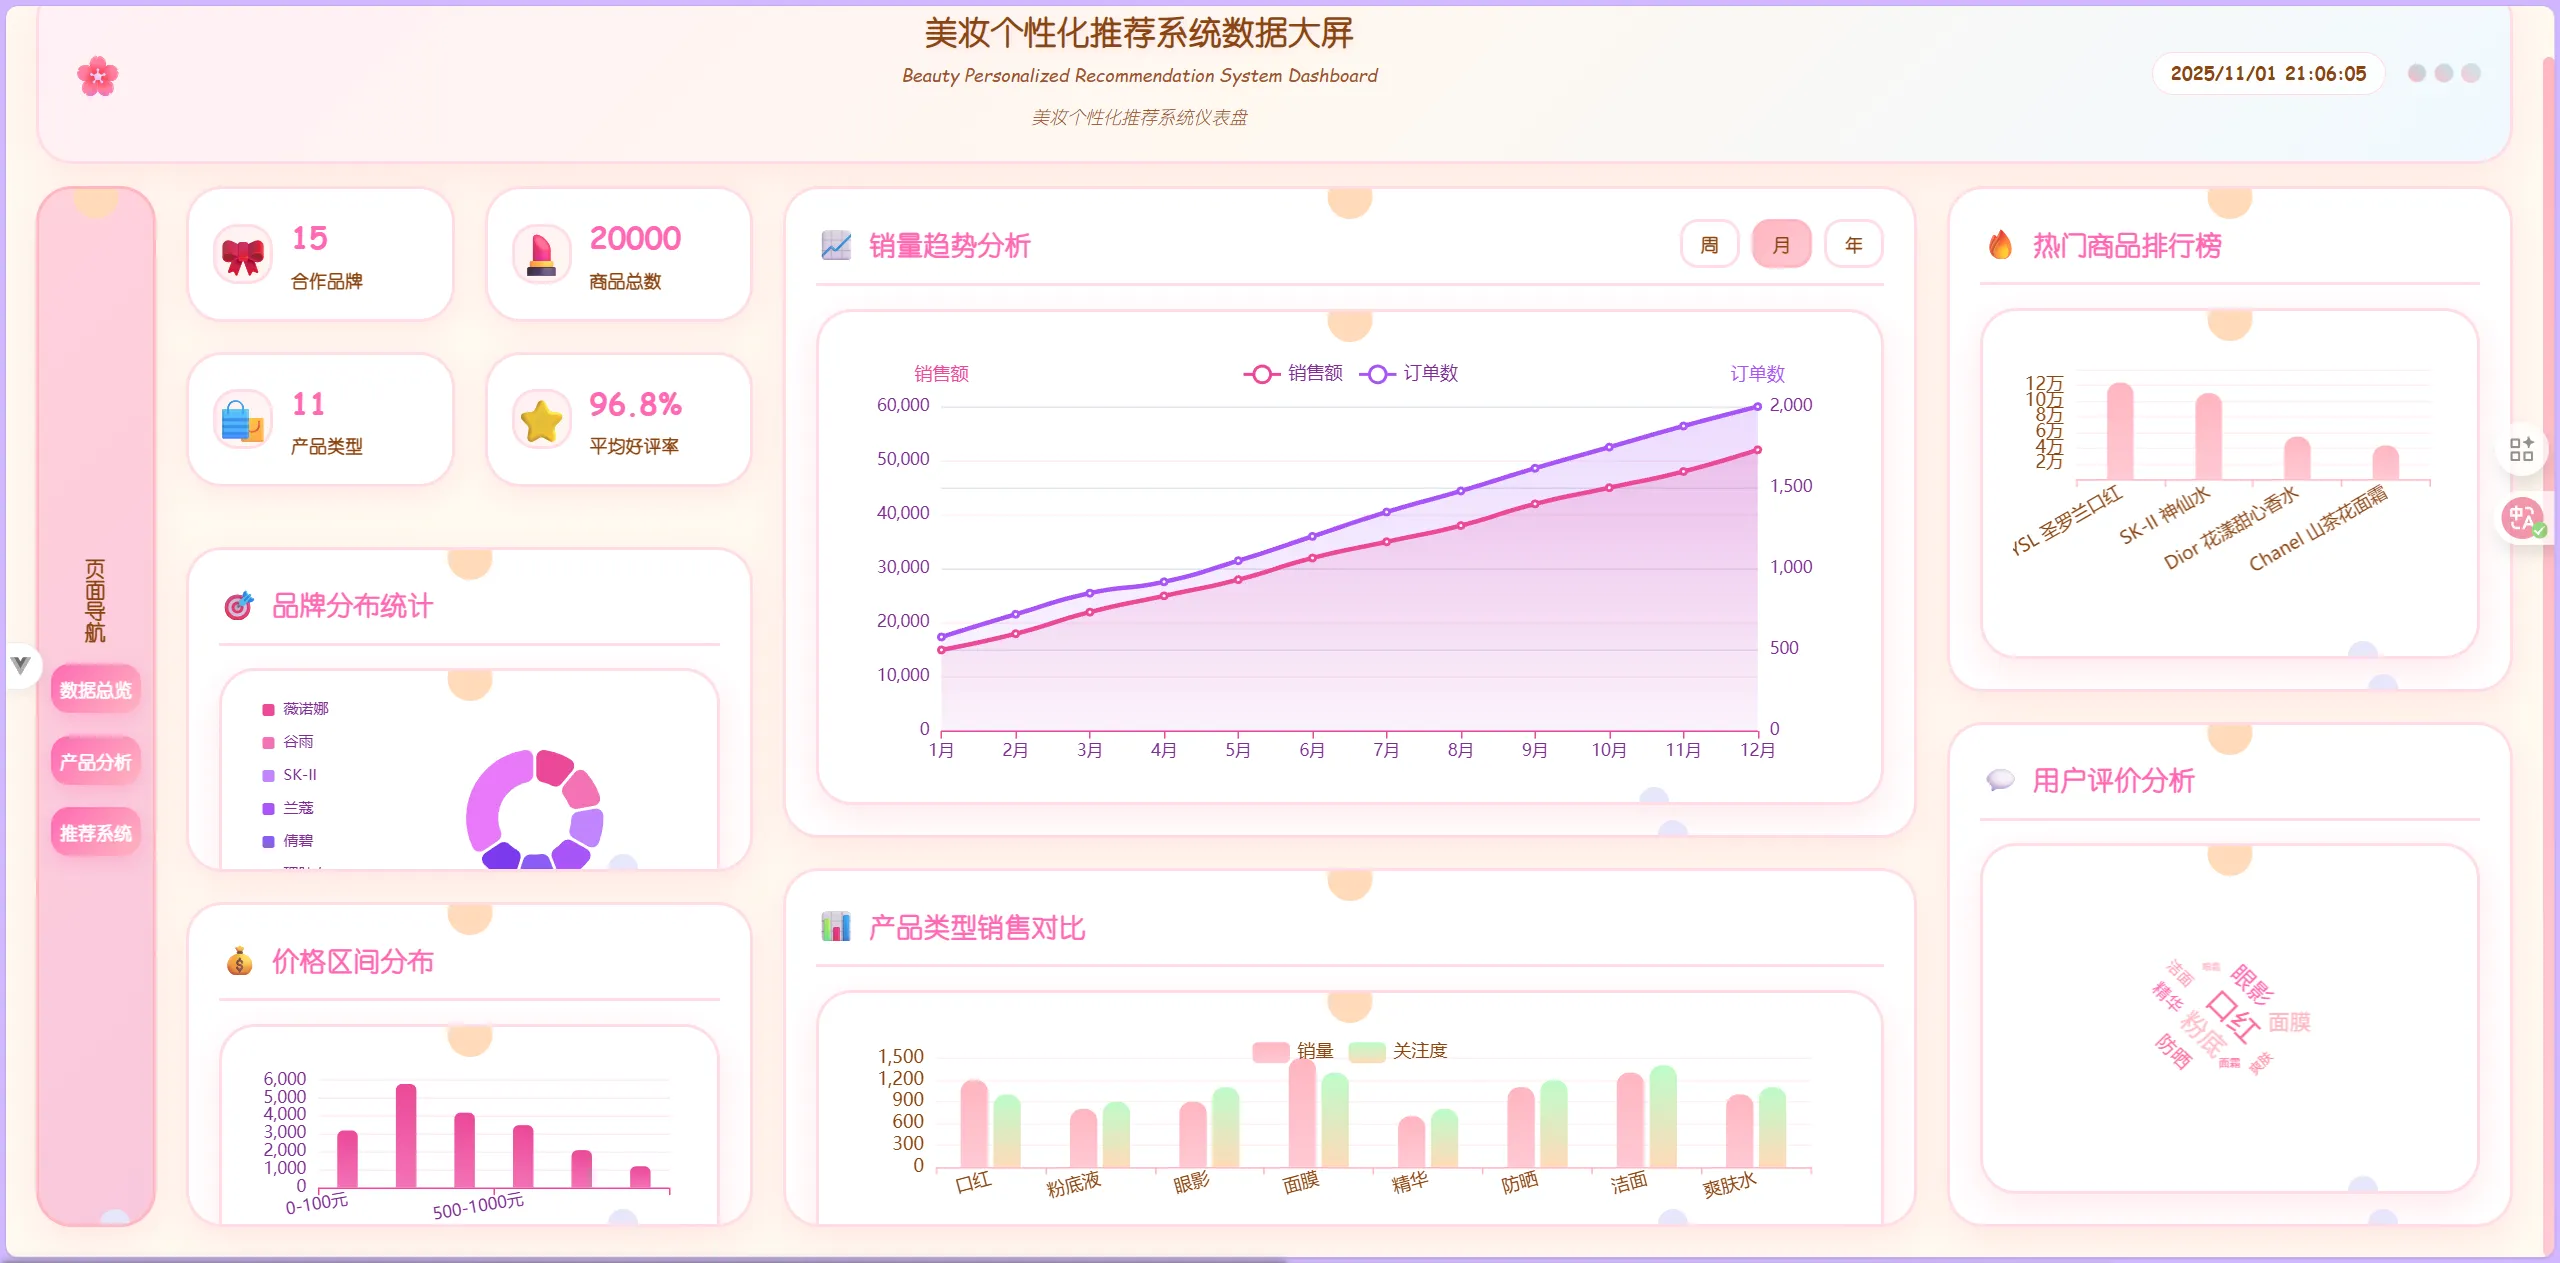 美妆个性化推荐系统数据大屏
Beauty Personalized Recommendation System Dashboard
美妆个性化推荐系统仪表盘
2025/11/01 21:06:05
页面导航
数据总览
产品分析
推荐系统
15
合作品牌
20000
商品总数
11
产品类型
96.8%
平均好评率
品牌分布统计
薇诺娜
谷雨
SK-II
兰蔻
倩碧
价格区间分布
6,000
5,000
4,000
3,000
2,000
1,000
0
0-100元
500-1000元
销量趋势分析
周
月
年
销售额
销售额
订单数
订单数
60,000
50,000
40,000
30,000
20,000
10,000
0
2,000
1,500
1,000
500
0
1月
2月
3月
4月
5月
6月
7月
8月
9月
10月
11月
12月
产品类型销售对比
销量
关注度
1,500
1,200
900
600
300
0
口红
粉底液
眼影
面膜
精华
防晒
洁面
爽肤水
热门商品排行榜
12万
10万
8万
6万
4万
2万
YSL 圣罗兰口红
SK-II 神仙水
Dior 花漾甜心香水
Chanel 山茶花面霜
用户评价分析
洁面
眼影
精华
口红
粉底
面膜
防晒
面霜
爽肤